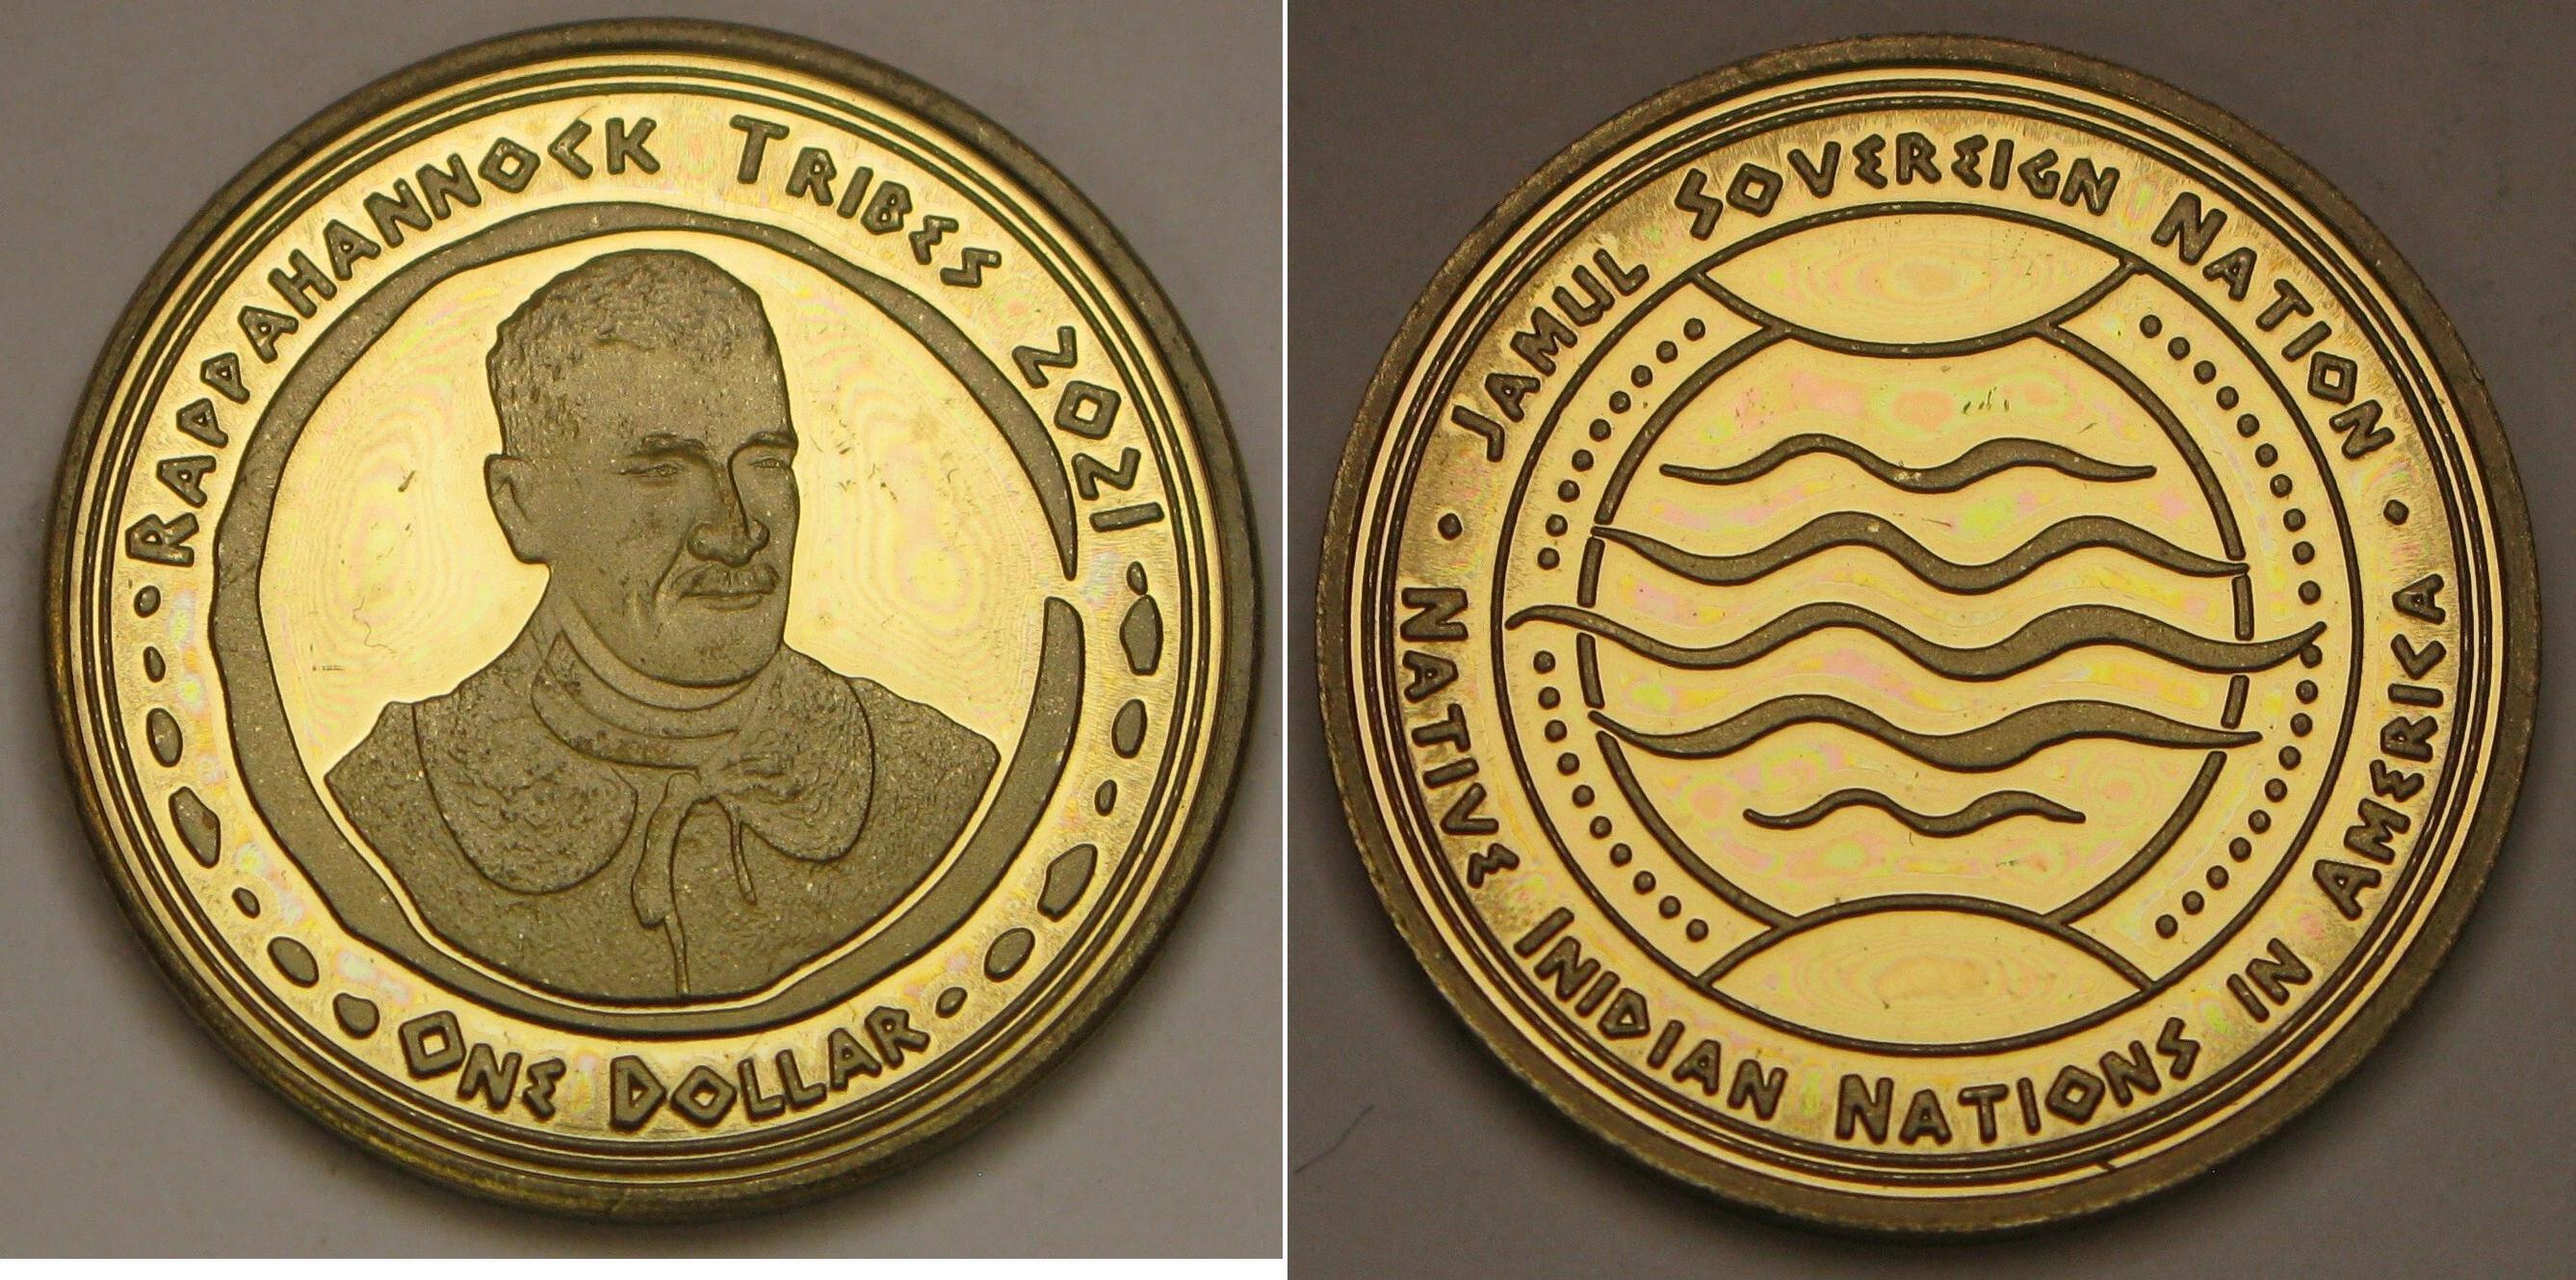 RAPPAHANNOCK TRIBES 2021
ONE DOLLAR
JAMUL SOVEREIGN NATION
NATIVE INIDIAN NATIONS IN AMERICA